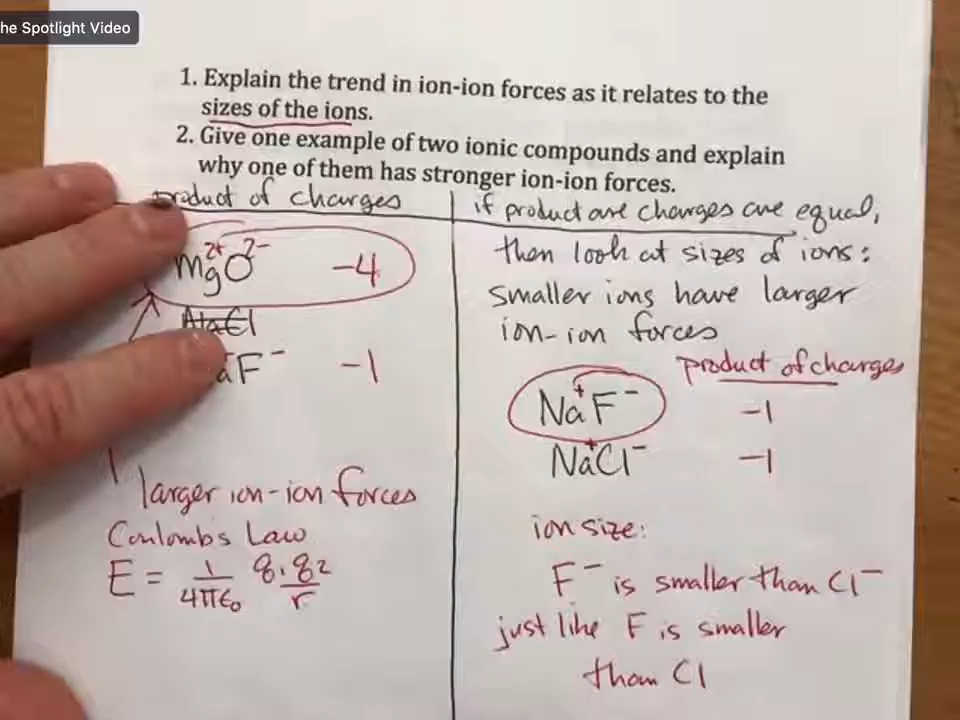 he Spotlight Video
1. Explain the trend in ion-ion forces as it relates to the
sizes of the ions.
2. Give one example of two ionic compounds and explain
why one of them has stronger ion-ion forces.
product of charges
Mg²⁺O²⁻ -4
NaCl
aF⁻ -1
larger ion-ion forces
Coulombs Law
E = 1/4πε₀ q₁q₂/r
if product are charges are equal,
then look at sizes of ions:
smaller ions have larger
ion-ion forces
product of charges
Na⁺F⁻ -1
Na⁺Cl⁻ -1
ion size:
F⁻ is smaller than Cl⁻
just like F is smaller
than Cl